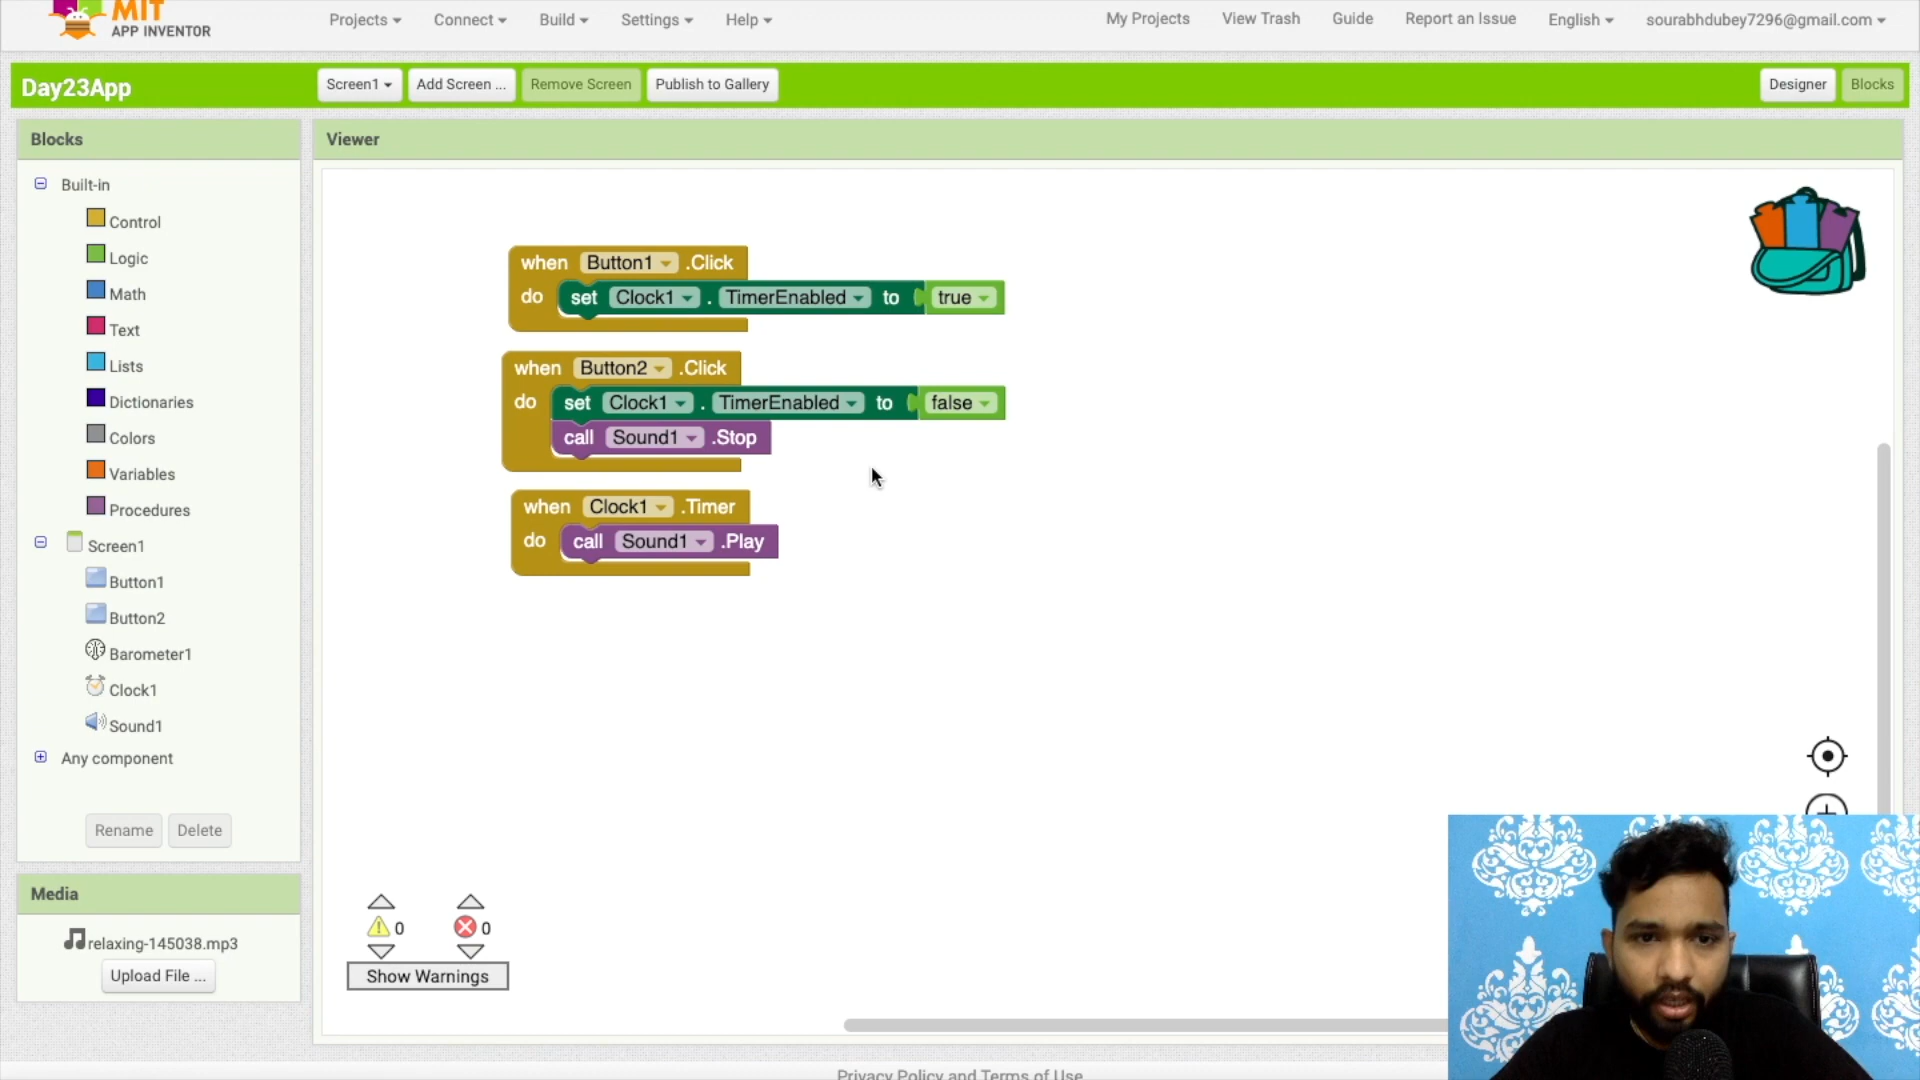 MIT
APP INVENTOR
Projects Connect Build Settings Help My Projects View Trash Guide Report an Issue English sourabhdubey7296@gmail.com
Day23App Screen1 Add Screen ... Remove Screen Publish to Gallery Designer Blocks
Blocks
Built-in
Control
Logic
Math
Text
Lists
Dictionaries
Colors
Variables
Procedures
Screen1
Button1
Button2
Barometer1
Clock1
Sound1
Any component
Rename Delete
Media
relaxing-145038.mp3
Upload File ...
Viewer
when Button1 .Click
do set Clock1 . TimerEnabled to true
when Button2 .Click
do set Clock1 . TimerEnabled to false
call Sound1 .Stop
when Clock1 .Timer
do call Sound1 .Play
0 0
Show Warnings
Privacy Policy and Terms of Use